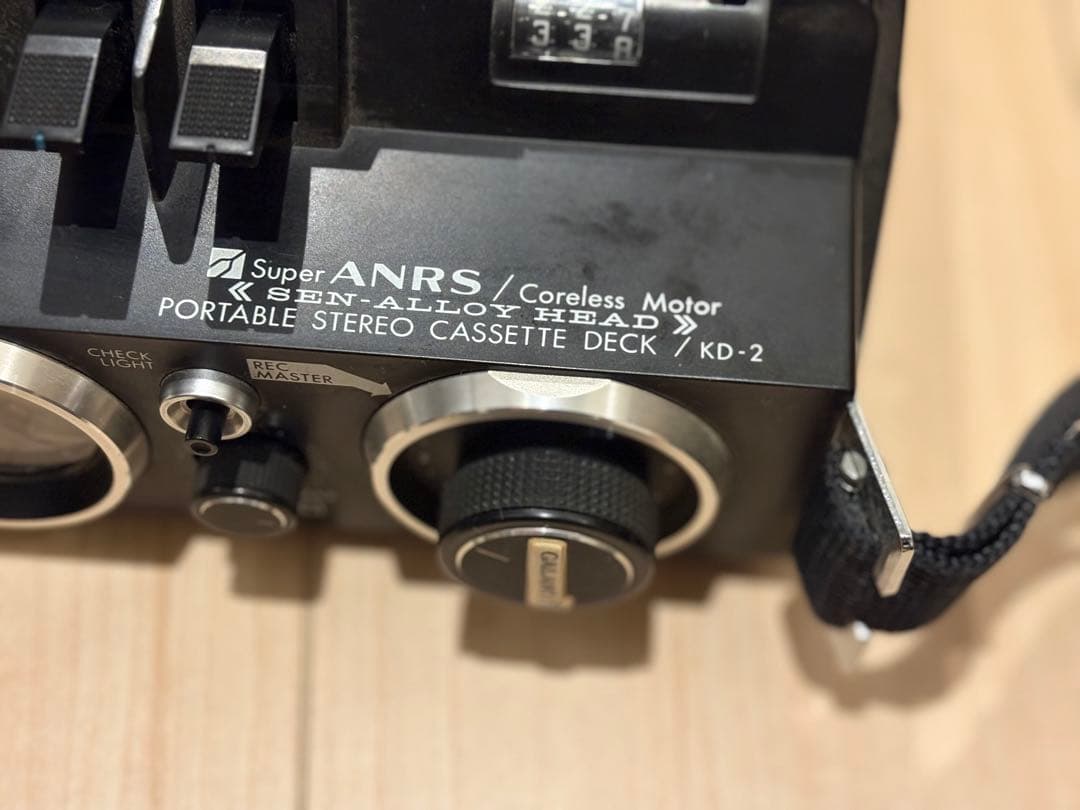 Super ANRS / Coreless Motor
« SEN-ALLOY HEAD »
PORTABLE STEREO CASSETTE DECK / KD-2
CHECK
LIGHT
REC
MASTER